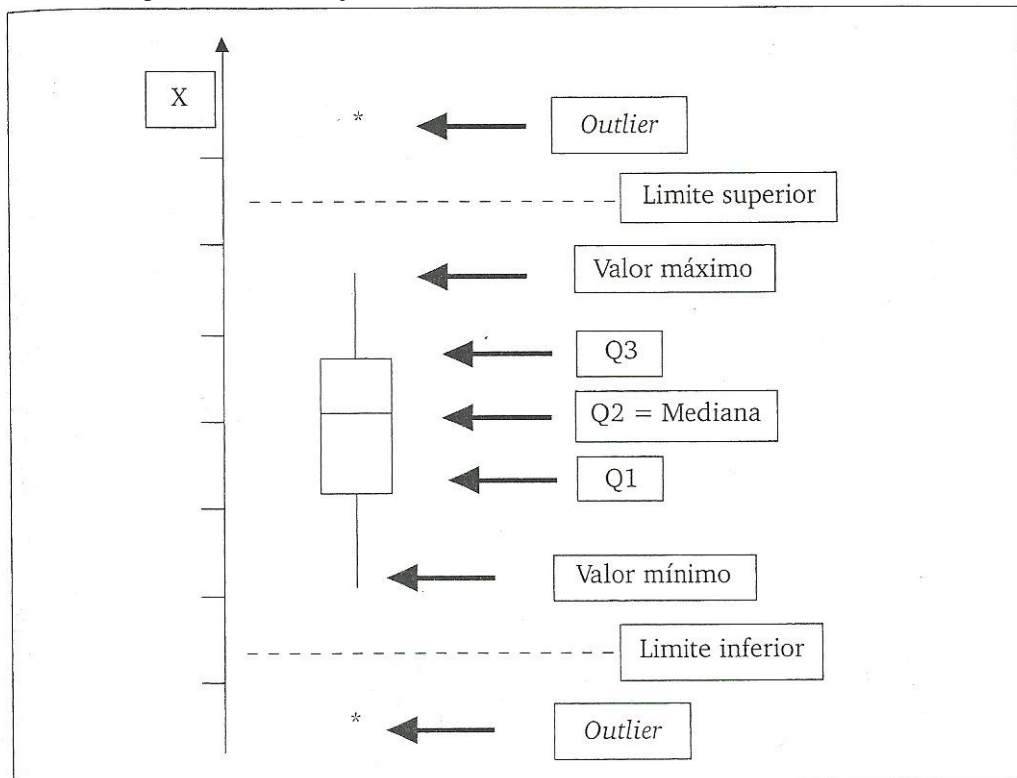 X
Outlier
Limite superior
Valor máximo
Q3
Q2 = Mediana
Q1
Valor mínimo
Limite inferior
Outlier